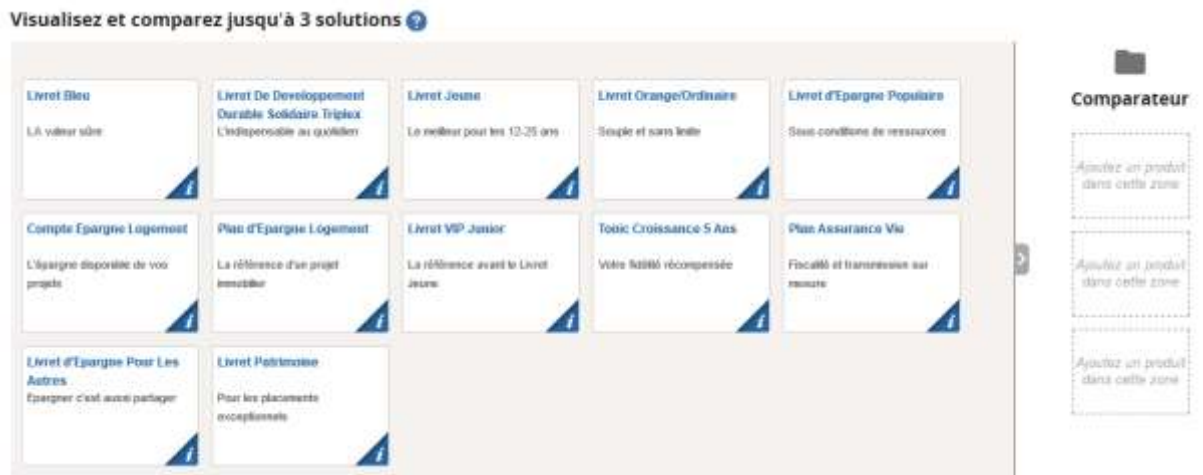 Visualisez et comparez jusqu'à 3 solutions ?
Livret Bleu
LA valeur sûre
Livret De Developpement
Durable Solidaire Triplex
L'indispensable au quotidien
Livret Jeune
Le meilleur pour les 12-25 ans
Livret Orange/Ordinaire
Souple et sans limite
Livret d'Epargne Populaire
Sous conditions de ressources
Compte Epargne Logement
L'épargne disponible de vos
projets
Plan d'Epargne Logement
La référence d'un projet
immobilier
Livret VIP Junior
La référence avant le Livret
Jeune
Tonic Croissance 5 Ans
Votre fidélité récompensée
Plan Assurance Vie
Fiscalité et transmission sur
mesure
Livret d'Epargne Pour Les
Autres
Epargner c'est aussi partager
Livret Patrimoine
Pour les placements
exceptionnels
Comparateur
Ajoutez un produit
dans cette zone
Ajoutez un produit
dans cette zone
Ajoutez un produit
dans cette zone